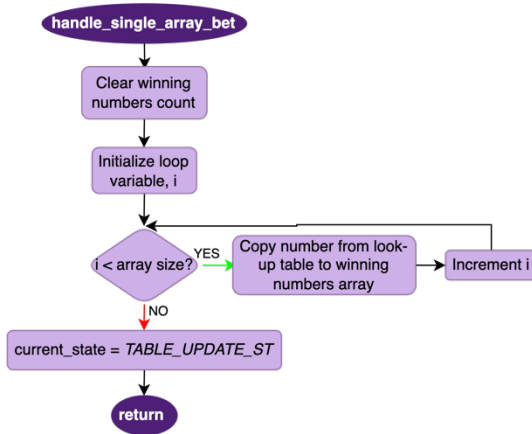 handle_single_array_bet
Clear winning
numbers count
Initialize loop
variable, i
i < array size?
YES
Copy number from look-
up table to winning
numbers array
Increment i
NO
current_state = TABLE_UPDATE_ST
return